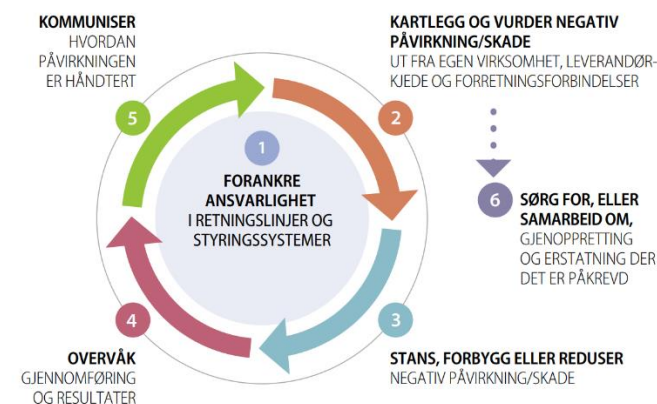 1
FORANKRE
ANSVARLIGHET
I RETNINGSLINJER OG
STYRINGSSYSTEMER
2
KARTLEGG OG VURDER NEGATIV
PÅVIRKNING/SKADE
UT FRA EGEN VIRKSOMHET, LEVERANDØR-
KJEDE OG FORRETNINGSFORBINDELSER
3
STANS, FORBYGG ELLER REDUSER
NEGATIV PÅVIRKNING/SKADE
4
OVERVÅK
GJENNOMFØRING
OG RESULTATER
5
KOMMUNISER
HVORDAN
PÅVIRKNINGEN
ER HÅNDTERT
6
SØRG FOR, ELLER
SAMARBEID OM,
GJENOPPRETTING
OG ERSTATNING DER
DET ER PÅKREVD